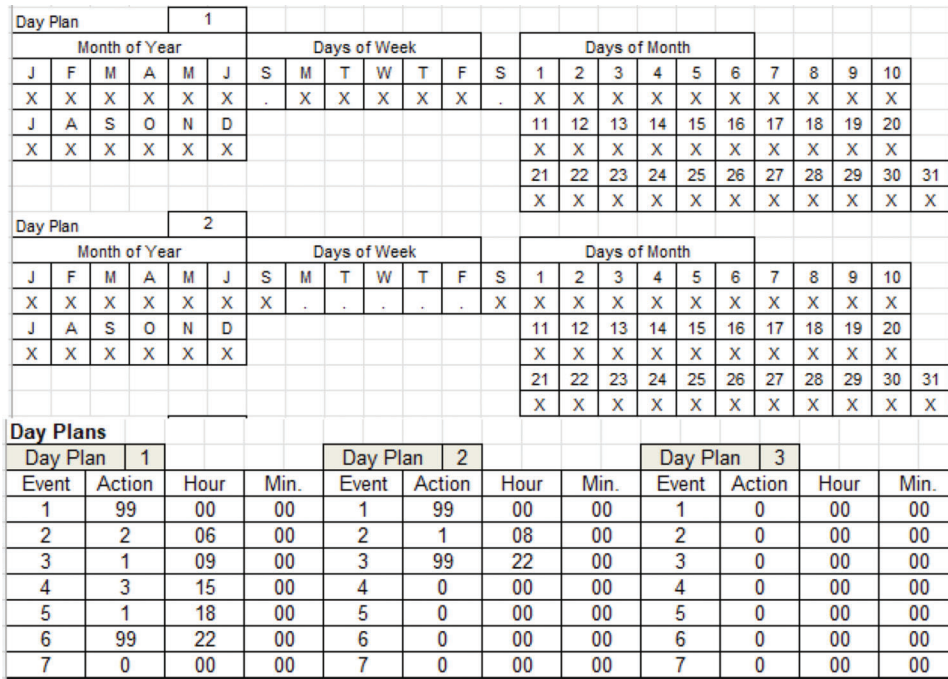 Day Plan 1
Month of Year Days of Week Days of Month
J F M A M J S M T W T F S 1 2 3 4 5 6 7 8 9 10
X X X X X X . X X X X X . X X X X X X X X X X
J A S O N D 11 12 13 14 15 16 17 18 19 20
X X X X X X X X X X X X X X X X
21 22 23 24 25 26 27 28 29 30 31
X X X X X X X X X X X
Day Plan 2
Month of Year Days of Week Days of Month
J F M A M J S M T W T F S 1 2 3 4 5 6 7 8 9 10
X X X X X X X . . . . . X X X X X X X X X X X
J A S O N D 11 12 13 14 15 16 17 18 19 20
X X X X X X X X X X X X X X X X
21 22 23 24 25 26 27 28 29 30 31
X X X X X X X X X X X
Day Plans
Day Plan 1 Day Plan 2 Day Plan 3
Event Action Hour Min. Event Action Hour Min. Event Action Hour Min.
1 99 00 00 1 99 00 00 1 0 00 00
2 2 06 00 2 1 08 00 2 0 00 00
3 1 09 00 3 99 22 00 3 0 00 00
4 3 15 00 4 0 00 00 4 0 00 00
5 1 18 00 5 0 00 00 5 0 00 00
6 99 22 00 6 0 00 00 6 0 00 00
7 0 00 00 7 0 00 00 7 0 00 00